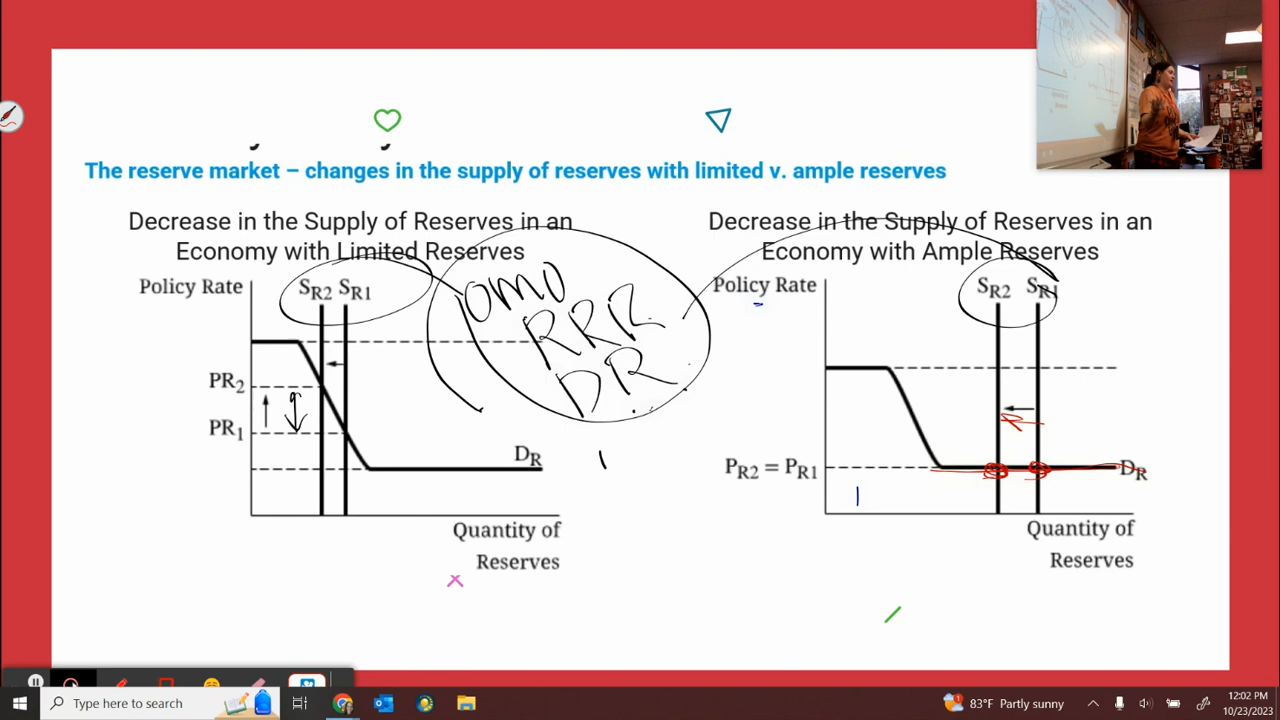 The reserve market – changes in the supply of reserves with limited v. ample reserves
Decrease in the Supply of Reserves in an
Economy with Limited Reserves
Policy Rate
SR2 SR1
PR2
PR1
DR
Quantity of
Reserves
OMO
RRR
DR
Decrease in the Supply of Reserves in an
Economy with Ample Reserves
Policy Rate
SR2 SR1
PR2 = PR1
DR
Quantity of
Reserves
Type here to search
83°F Partly sunny
12:02 PM
10/23/2023